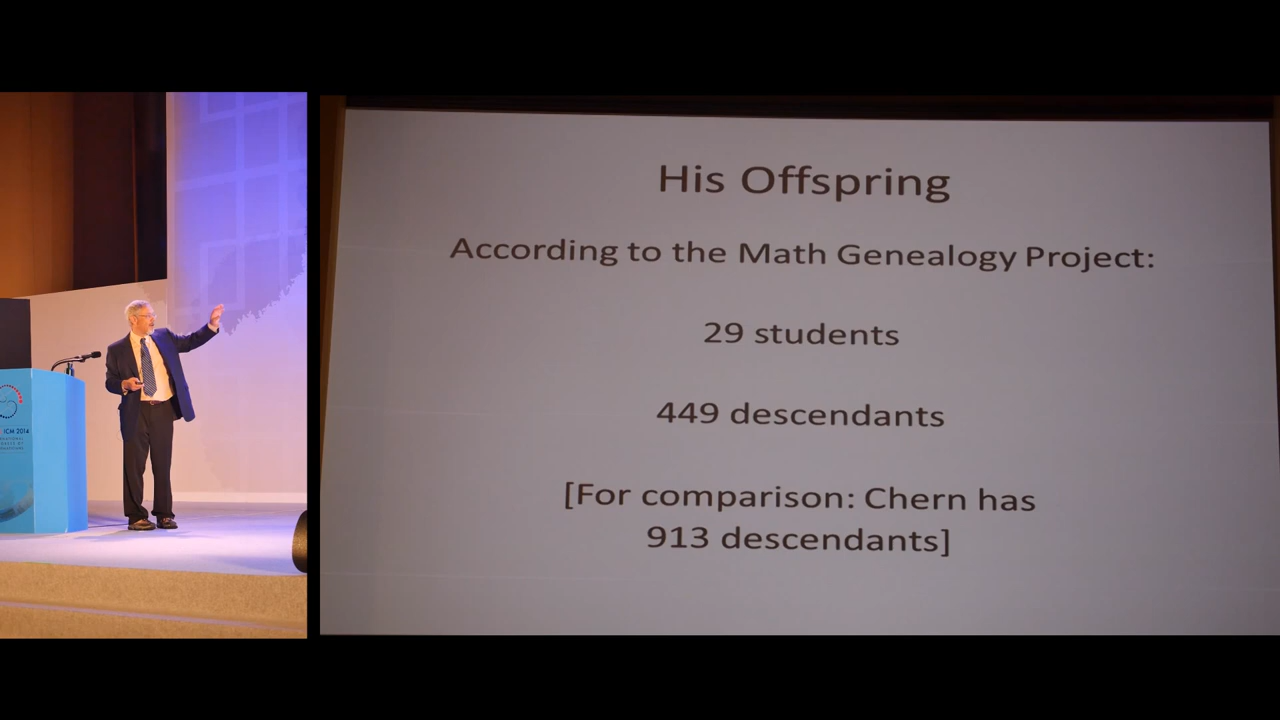 ICM 2014
His Offspring
According to the Math Genealogy Project:
29 students
449 descendants
[For comparison: Chern has
913 descendants]